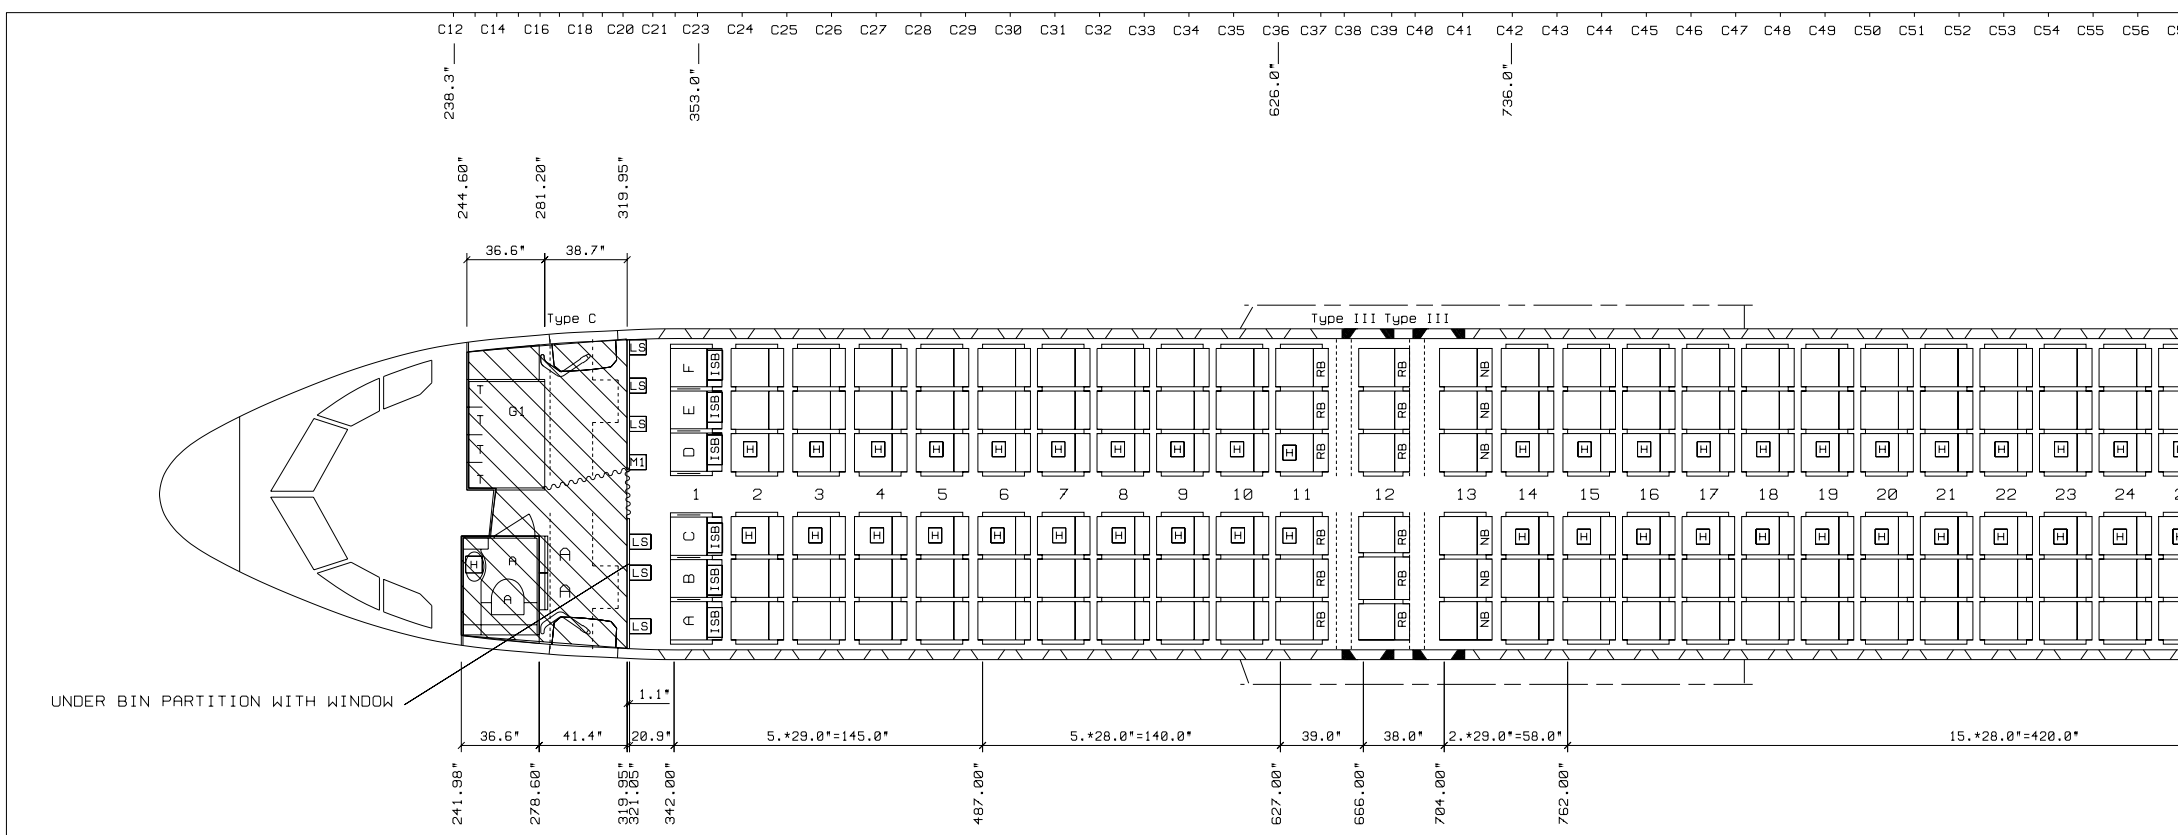 C12 C14 C16 C18 C20 C21 C23 C24 C25 C26 C27 C28 C29 C30 C31 C32 C33 C34 C35 C36 C37 C38 C39 C40 C41 C42 C43 C44 C45 C46 C47 C48 C49 C50 C51 C52 C53 C54 C55 C56
238.3" 353.0" 626.0" 736.0"
244.60" 281.20" 319.95"
36.6" 38.7"
Type C Type III Type III
LS
F ISB RB RB NB
T LS
G1 E ISB RB RB NB
T LS
T M1 D ISB H H H H H H H H H H RB RB NB H H H H H H H H H H H
T
1 2 3 4 5 6 7 8 9 10 11 12 13 14 15 16 17 18 19 20 21 22 23 24
LS C ISB H H H H H H H H H H RB NB H H H H H H H H H H H
A A
H LS B ISB RB NB
A A
LS A ISB RB RB NB
UNDER BIN PARTITION WITH WINDOW
1.1"
36.6" 41.4" 20.9" 5.*29.0"=145.0" 5.*28.0"=140.0" 39.0" 38.0" 2.*29.0"=58.0" 15.*28.0"=420.0"
241.98" 278.60" 319.95" 321.05" 342.00" 487.00" 627.00" 666.00" 704.00" 762.00"